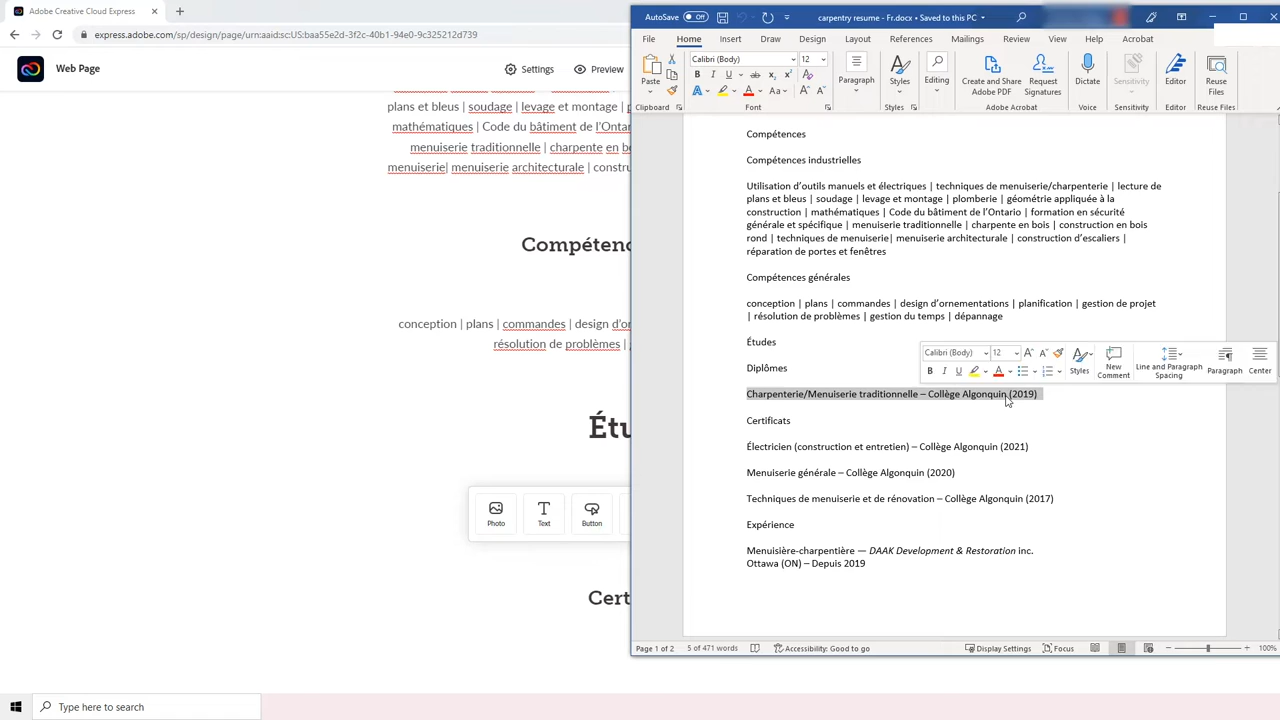 Adobe Creative Cloud Express
express.adobe.com/sp/design/page/urn:aaid:sc:US:baa55e2d-3f2c-40b1-94e0-9c325212d739
Web Page
Settings
Preview
plans et bleus | soudage | levage et montage |
mathématiques | Code du bâtiment de l'Ontar
menuiserie traditionnelle | charpente en bo
menuiserie| menuiserie architecturale | constru
Compétenc
conception | plans | commandes | design d'or
résolution de problèmes |
Étu
Photo
Text
Button
Cert
AutoSave
Off
carpentry resume - Fr.docx • Saved to this PC
File
Home
Insert
Draw
Design
Layout
References
Mailings
Review
View
Help
Acrobat
Paste
Clipboard
Calibri (Body)
12
Font
Paragraph
Styles
Styles
Editing
Create and Share
Adobe PDF
Request
Signatures
Adobe Acrobat
Dictate
Voice
Sensitivity
Sensitivity
Editor
Editor
Reuse
Files
Reuse Files
Compétences
Compétences industrielles
Utilisation d'outils manuels et électriques | techniques de menuiserie/charpenterie | lecture de
plans et bleus | soudage | levage et montage | plomberie | géométrie appliquée à la
construction | mathématiques | Code du bâtiment de l'Ontario | formation en sécurité
générale et spécifique | menuiserie traditionnelle | charpente en bois | construction en bois
rond | techniques de menuiserie| menuiserie architecturale | construction d'escaliers |
réparation de portes et fenêtres
Compétences générales
conception | plans | commandes | design d'ornementations | planification | gestion de projet
| résolution de problèmes | gestion du temps | dépannage
Études
Diplômes
Calibri (Body)
12
Styles
New
Comment
Line and Paragraph
Spacing
Paragraph
Center
Charpenterie/Menuiserie traditionnelle – Collège Algonquin (2019)
Certificats
Électricien (construction et entretien) – Collège Algonquin (2021)
Menuiserie générale – Collège Algonquin (2020)
Techniques de menuiserie et de rénovation – Collège Algonquin (2017)
Expérience
Menuisière-charpentière — DAAK Development & Restoration inc.
Ottawa (ON) – Depuis 2019
Page 1 of 2
5 of 471 words
Accessibility: Good to go
Display Settings
Focus
100%
Type here to search